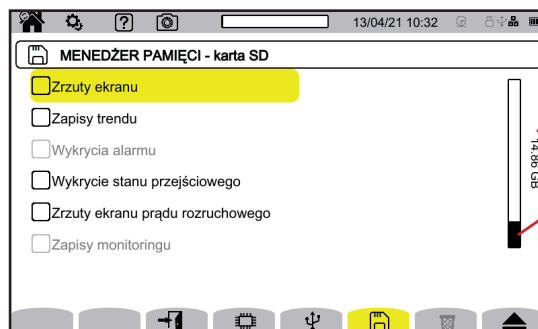 13/04/21 10:32
MENEDŻER PAMIĘCI - karta SD
Zrzuty ekranu
Zapisy trendu
Wykrycia alarmu
Wykrycie stanu przejściowego
Zrzuty ekranu prądu rozruchowego
Zapisy monitoringu
14.86 GB